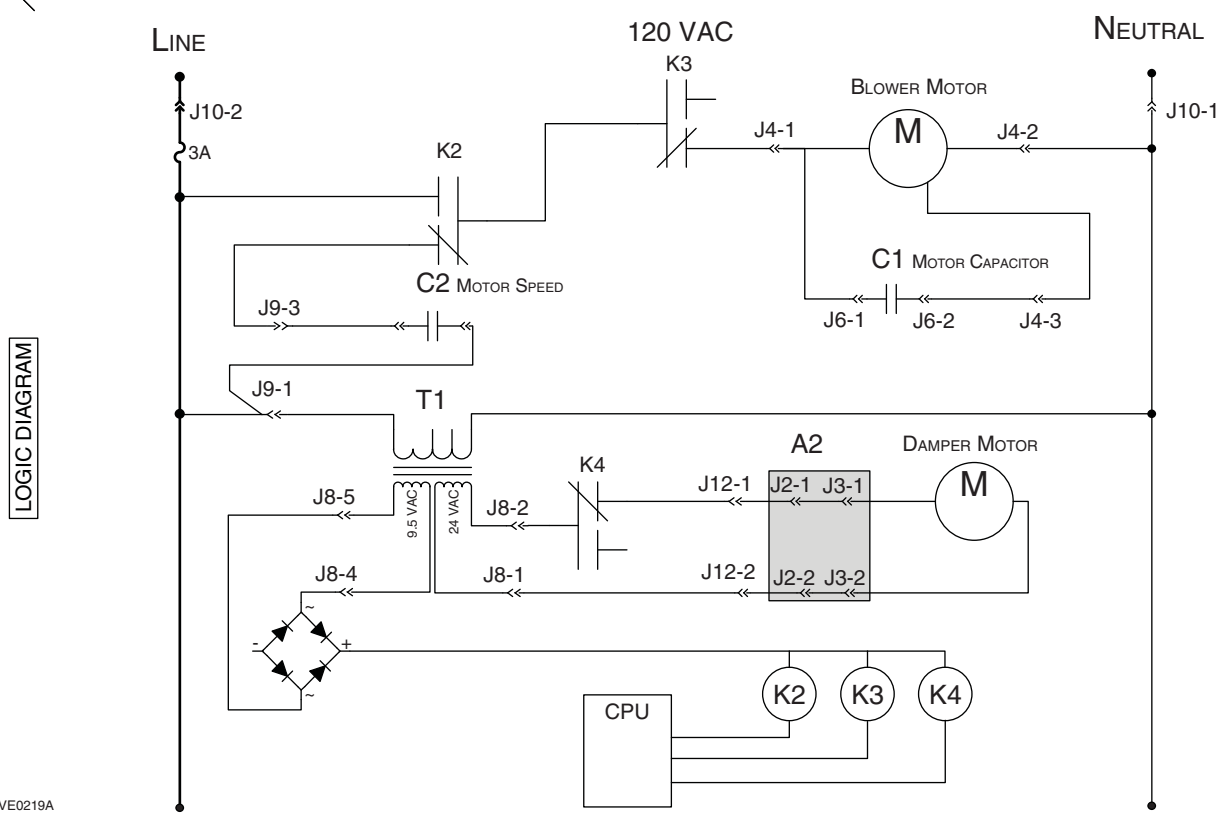 120 VAC
LINE
NEUTRAL
K3
BLOWER MOTOR
J10-2
J10-1
J4-1
M
J4-2
3A
K2
C1 MOTOR CAPACITOR
C2 MOTOR SPEED
J9-3
J6-1
J6-2
J4-3
J9-1
T1
LOGIC DIAGRAM
A2
DAMPER MOTOR
K4
J8-5
9.5 VAC
24 VAC
J8-2
J12-1
J2-1
J3-1
M
J8-4
J8-1
J12-2
J2-2
J3-2
~
-
+
~
K2
K3
K4
CPU
VE0219A